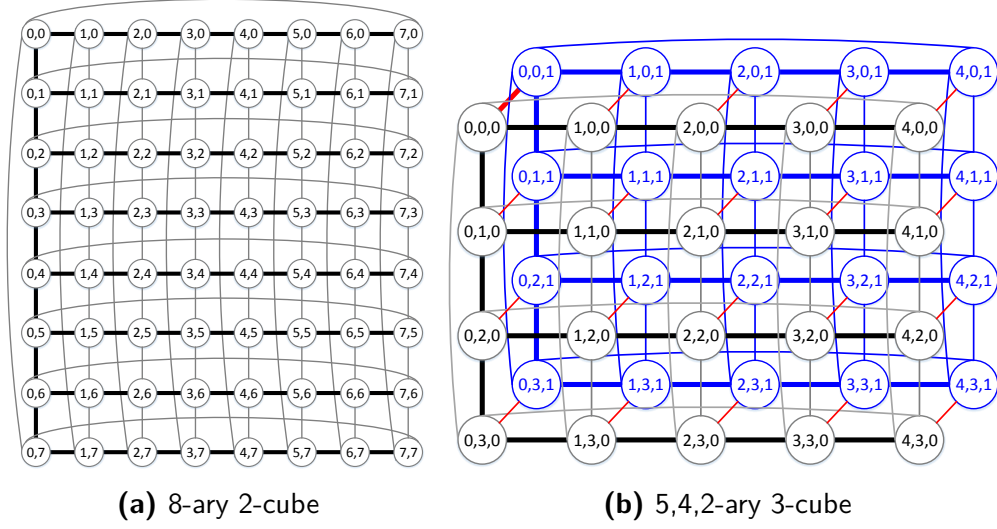 0,0 1,0 2,0 3,0 4,0 5,0 6,0 7,0
0,1 1,1 2,1 3,1 4,1 5,1 6,1 7,1
0,2 1,2 2,2 3,2 4,2 5,2 6,2 7,2
0,3 1,3 2,3 3,3 4,3 5,3 6,3 7,3
0,4 1,4 2,4 3,4 4,4 5,4 6,4 7,4
0,5 1,5 2,5 3,5 4,5 5,5 6,5 7,5
0,6 1,6 2,6 3,6 4,6 5,6 6,6 7,6
0,7 1,7 2,7 3,7 4,7 5,7 6,7 7,7
(a) 8-ary 2-cube
0,0,1 1,0,1 2,0,1 3,0,1 4,0,1
0,0,0 1,0,0 2,0,0 3,0,0 4,0,0
0,1,1 1,1,1 2,1,1 3,1,1 4,1,1
0,1,0 1,1,0 2,1,0 3,1,0 4,1,0
0,2,1 1,2,1 2,2,1 3,2,1 4,2,1
0,2,0 1,2,0 2,2,0 3,2,0 4,2,0
0,3,1 1,3,1 2,3,1 3,3,1 4,3,1
0,3,0 1,3,0 2,3,0 3,3,0 4,3,0
(b) 5,4,2-ary 3-cube